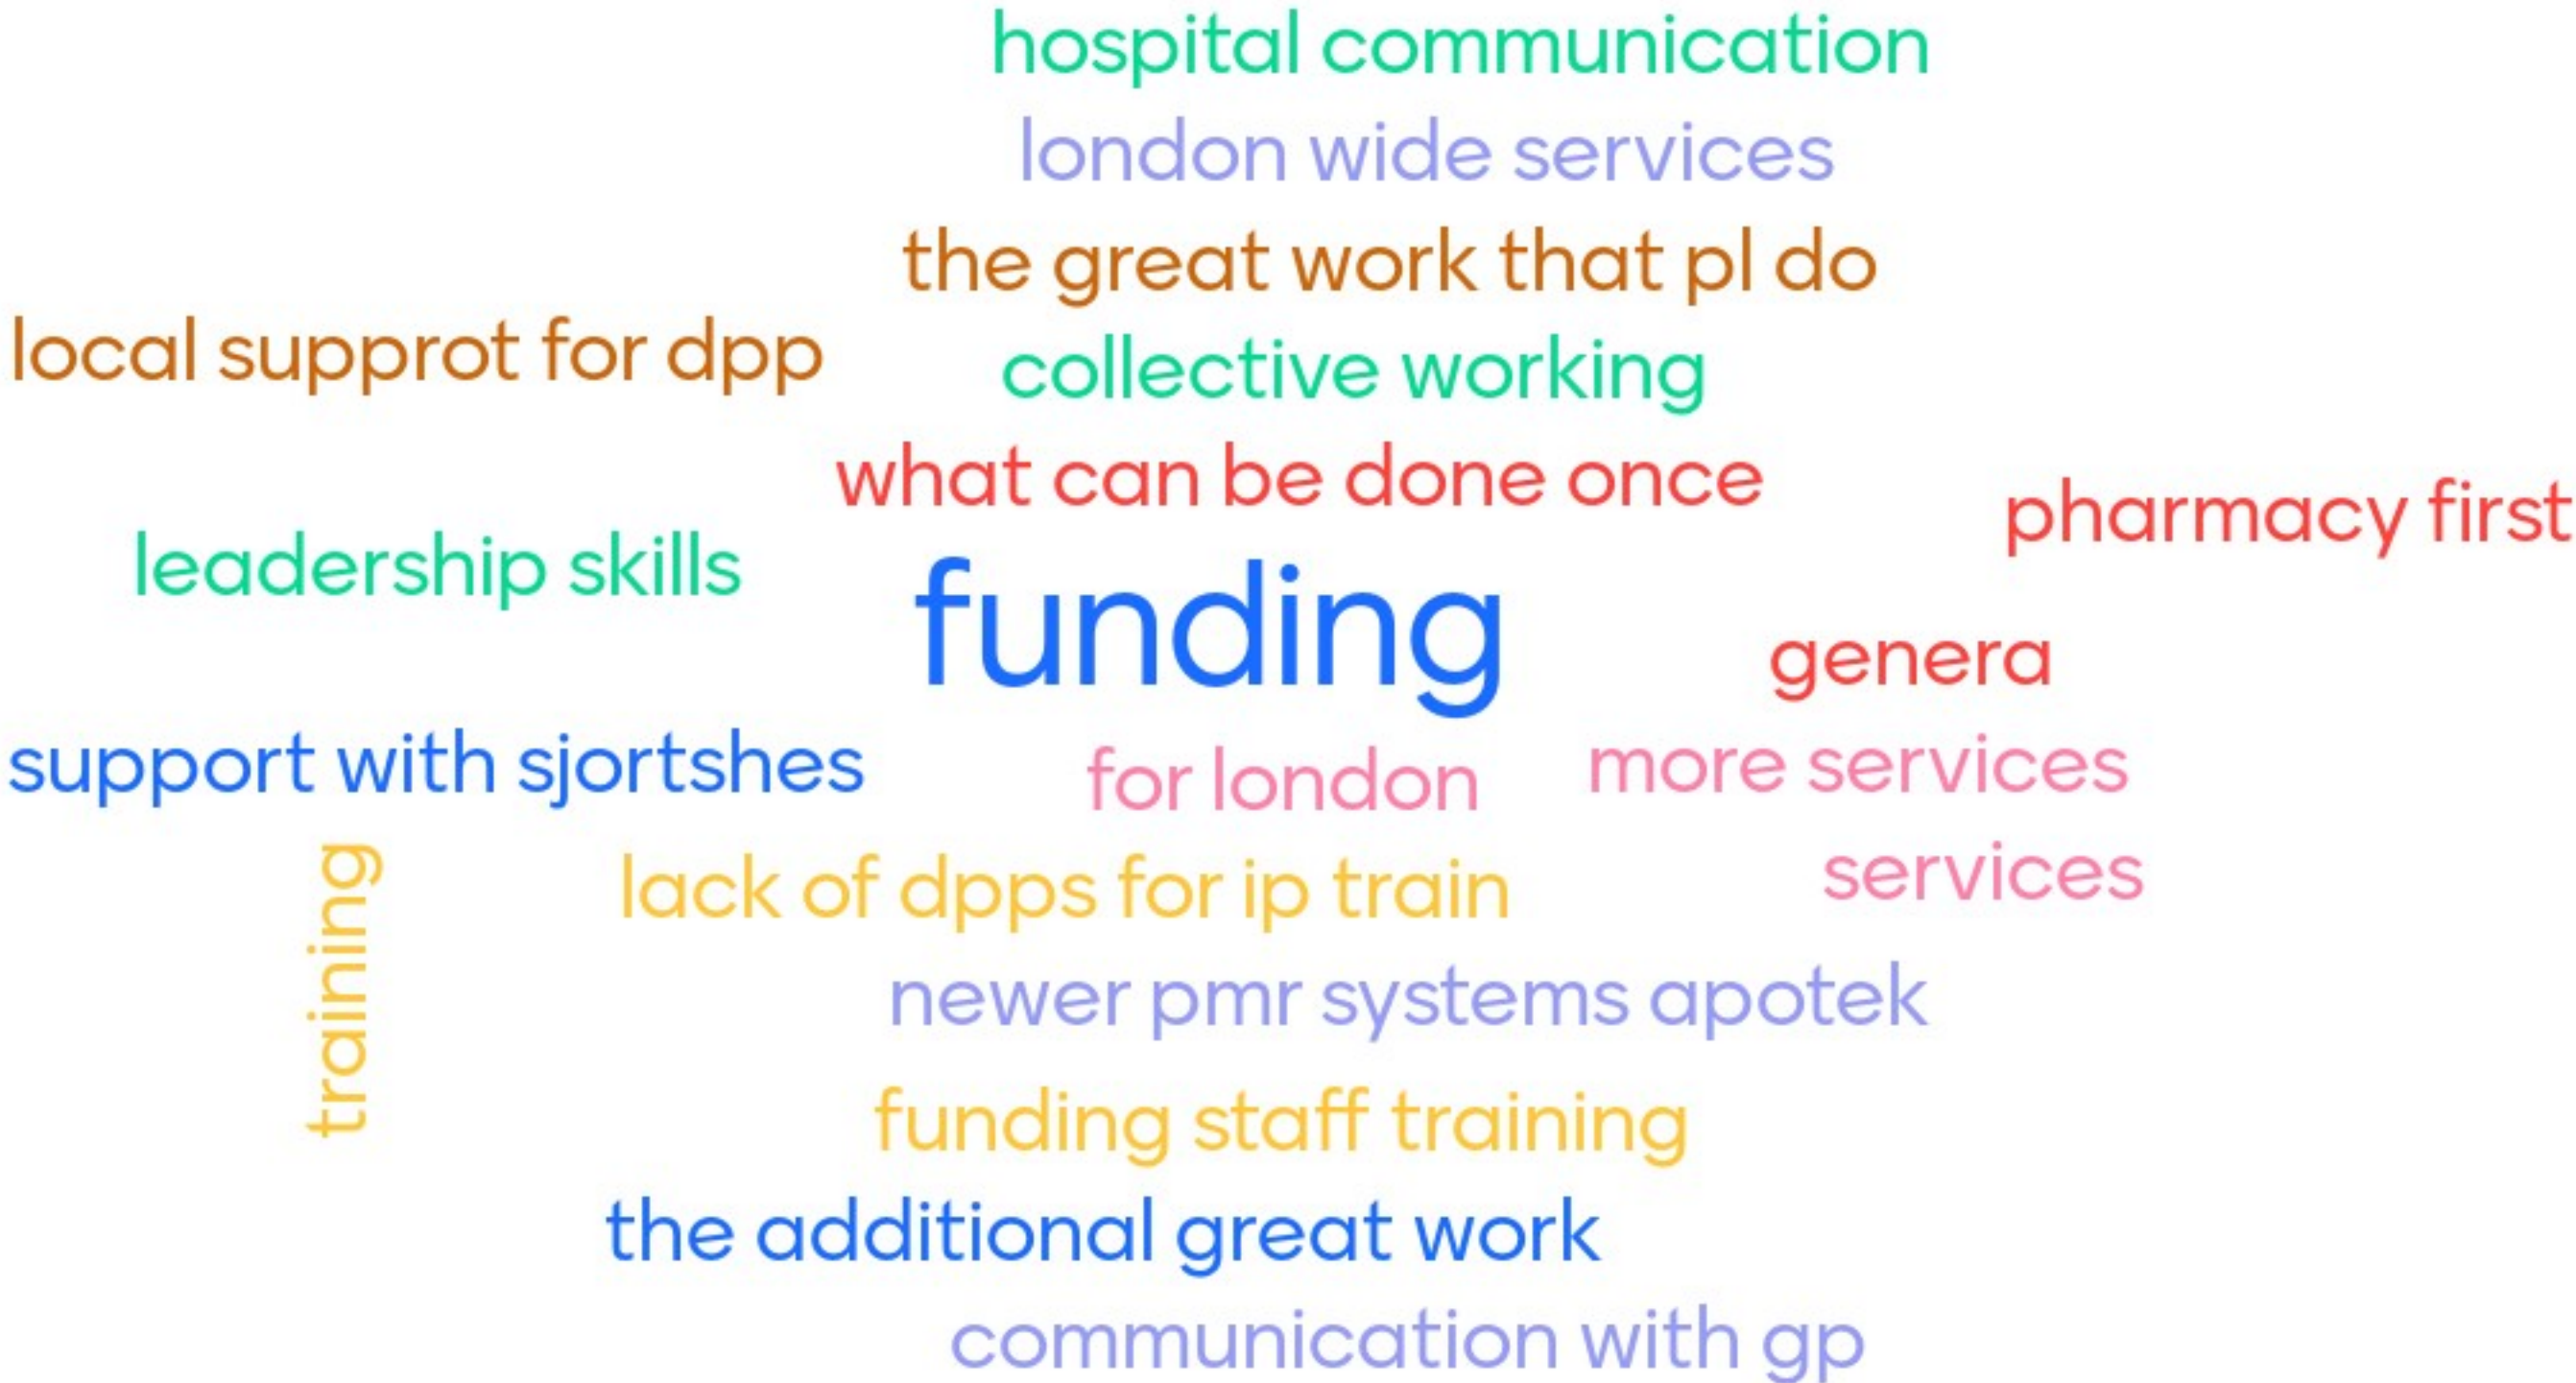 hospital communication
london wide services
the great work that pl do
local supprot for dpp
collective working
what can be done once
pharmacy first
leadership skills
funding
genera
support with sjortshes
for london
more services
training
lack of dpps for ip train
services
newer pmr systems apotek
funding staff training
the additional great work
communication with gp